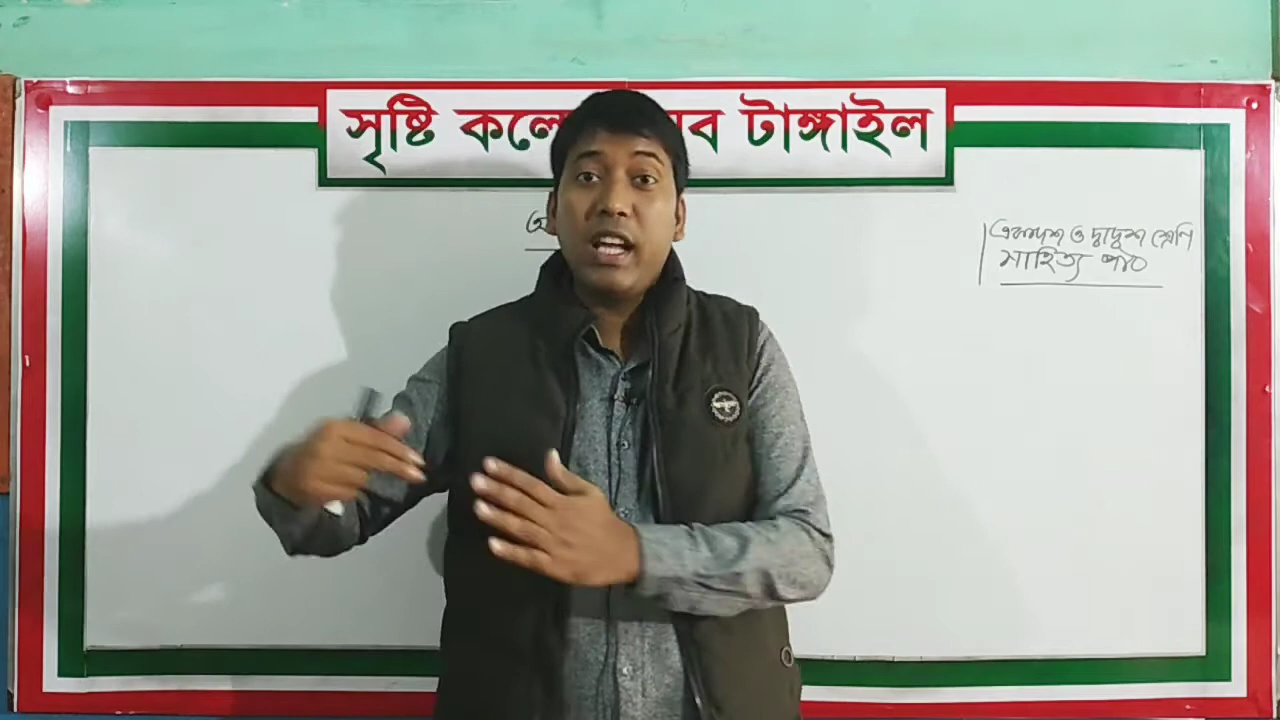 সৃষ্টি কলে টাঙ্গাইল
একাদশ ও দ্বাদশ শ্রেণি
সাহিত্য পাঠ